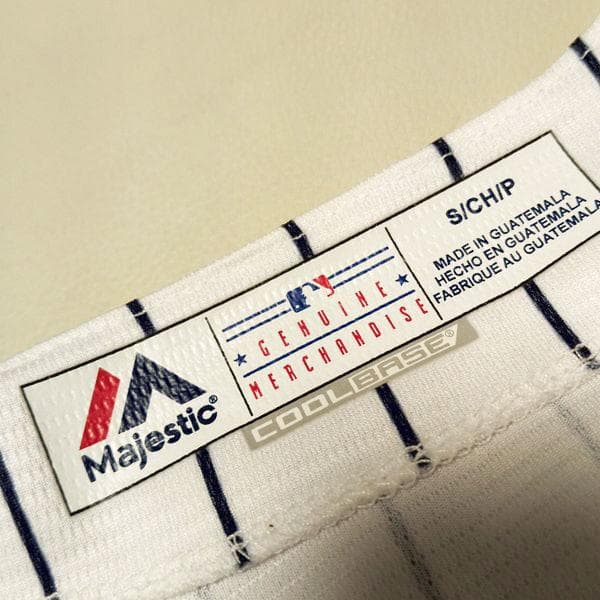 Majestic®
GENUINE
MERCHANDISE
COOLBASE®
S/CH/P
MADE IN GUATEMALA
HECHO EN GUATEMALA
FABRIQUE AU GUATEMALA